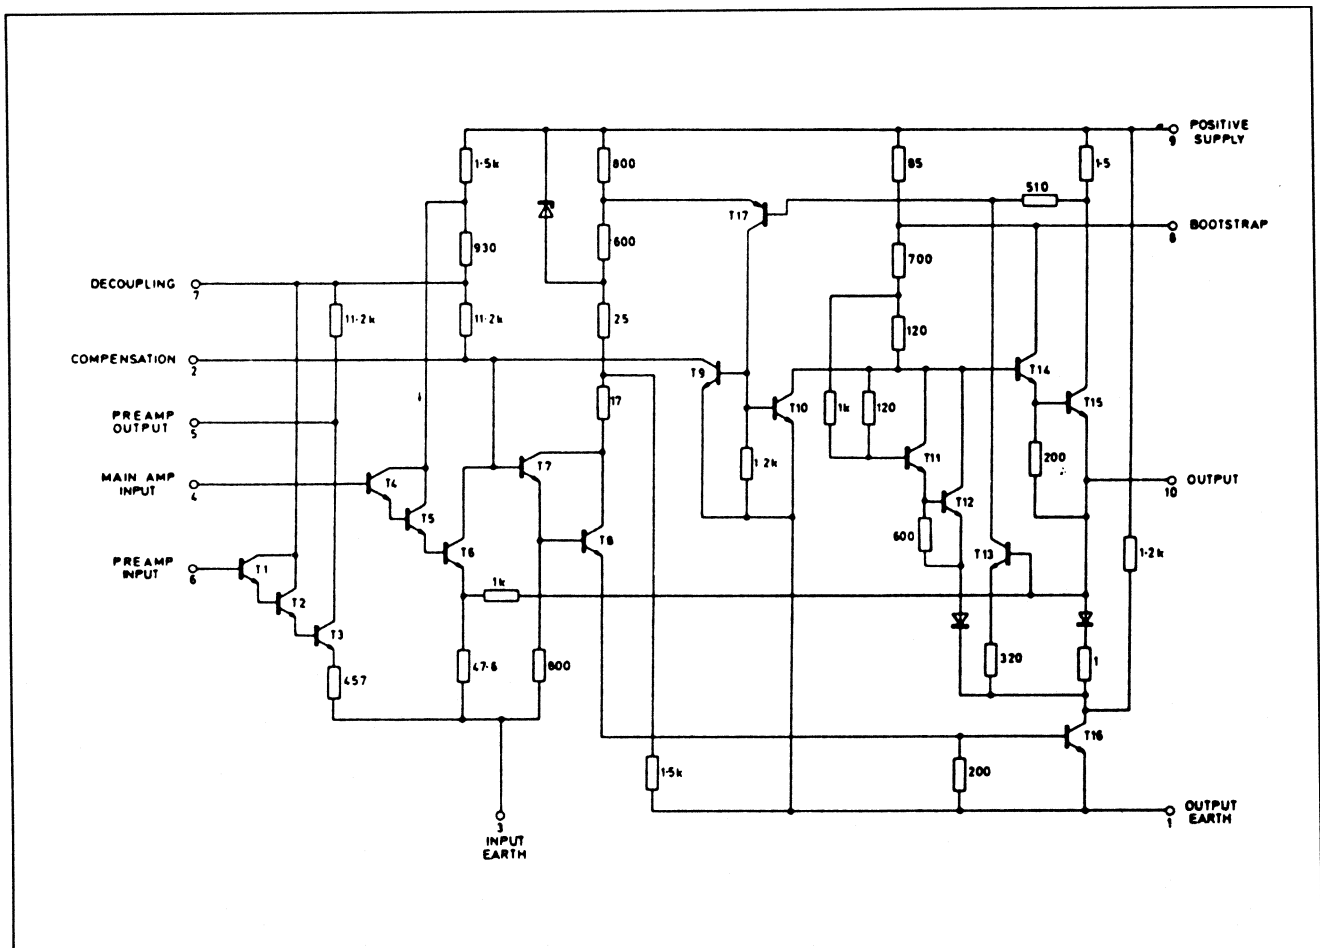 POSITIVE
SUPPLY
9
1·5k
800
85
1·5
510
T17
BOOTSTRAP
8
930
600
700
DECOUPLING
7
11·2k
11·2k
25
120
COMPENSATION
2
T9
T14
17
T10
1k
120
T15
PREAMP
OUTPUT
5
T7
1·2k
T11
200
MAIN AMP
INPUT
4
T4
OUTPUT
10
T5
T12
T8
600
T6
T13
1·2k
PREAMP
INPUT
6
T1
1k
T2
T3
457
47·6
800
320
1
T16
1·5k
200
OUTPUT
EARTH
1
3
INPUT
EARTH